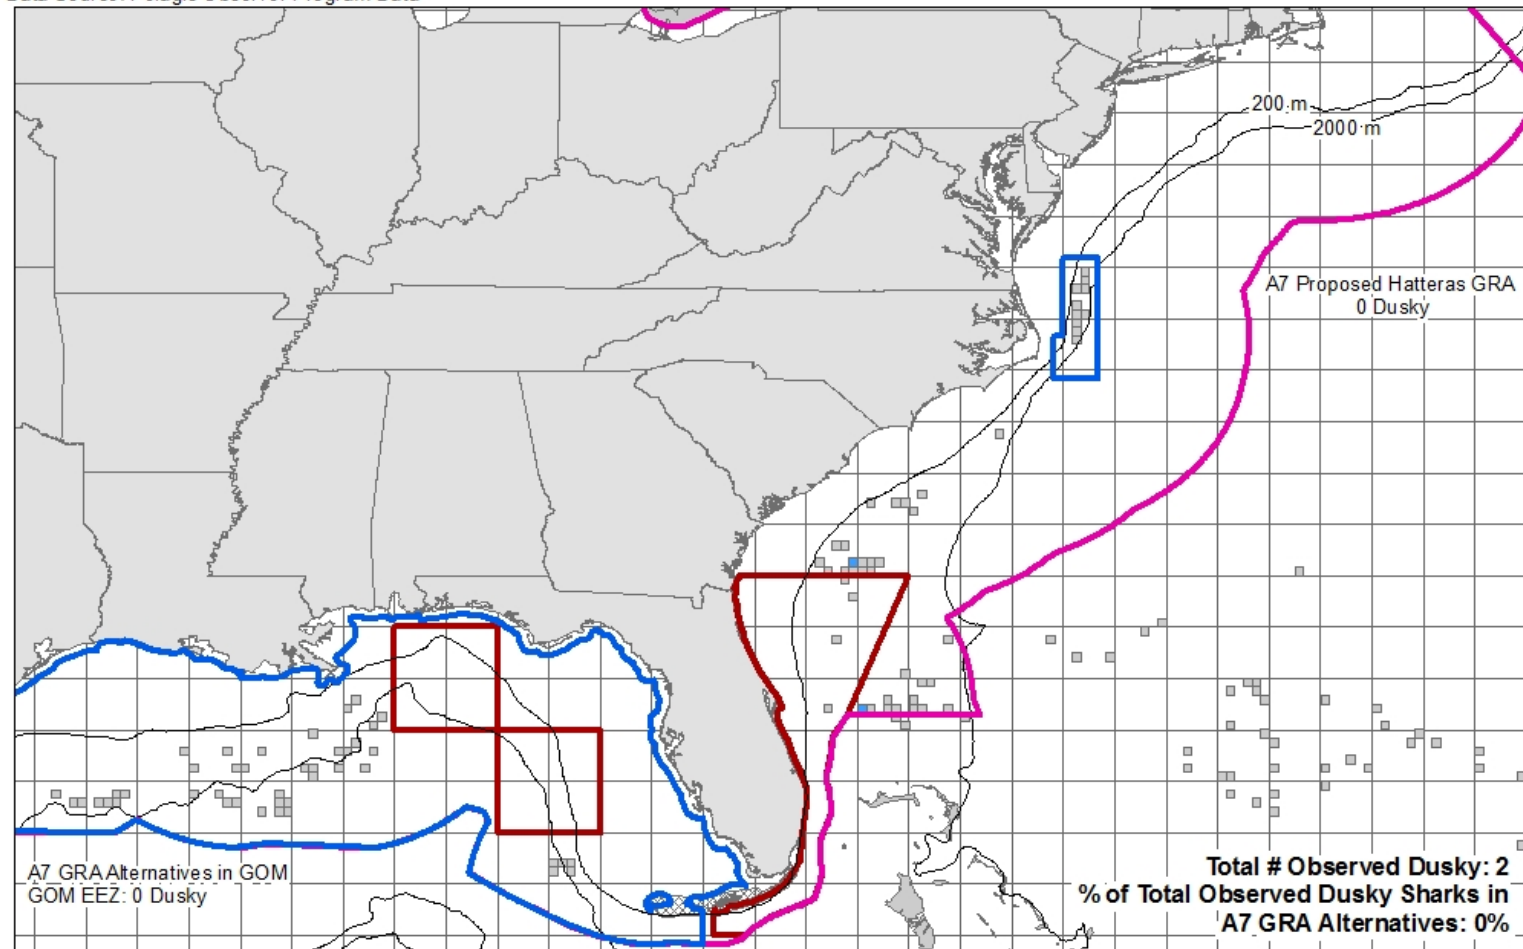 200 m
2000 m
A7 Proposed Hatteras GRA
0 Dusky
A7 GRA Alternatives in GOM
GOM EEZ: 0 Dusky
Total # Observed Dusky: 2
% of Total Observed Dusky Sharks in
A7 GRA Alternatives: 0%